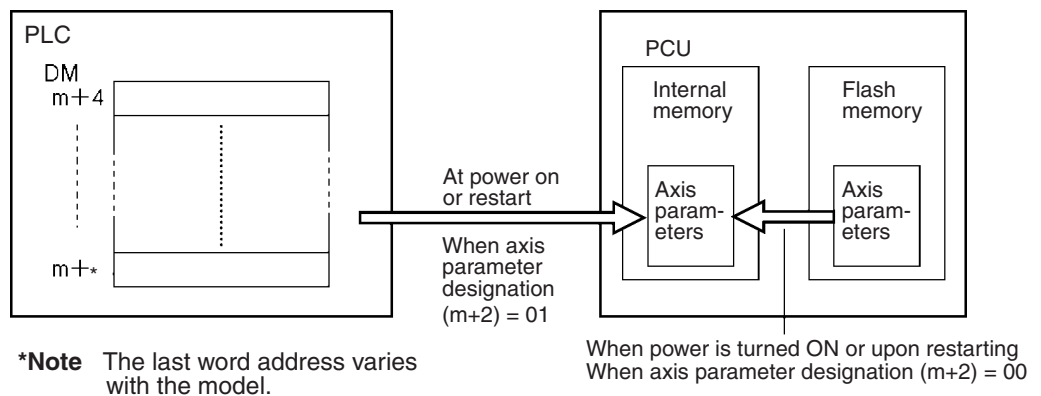 PLC
DM
m+4
m+*
At power on
or restart
When axis
parameter
designation
(m+2) = 01
PCU
Internal
memory
Axis
param-
eters
Flash
memory
Axis
param-
eters
*Note The last word address varies
with the model.
When power is turned ON or upon restarting
When axis parameter designation (m+2) = 00